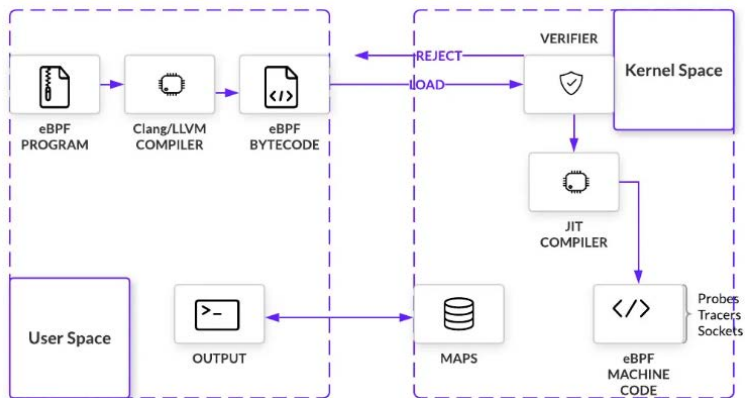 VERIFIER
REJECT
Kernel Space
LOAD
eBPF
PROGRAM
Clang/LLVM
COMPILER
eBPF
BYTECODE
</>
JIT
COMPILER
User Space
>_
OUTPUT
MAPS
</>
Probes
Tracers
Sockets
eBPF
MACHINE
CODE